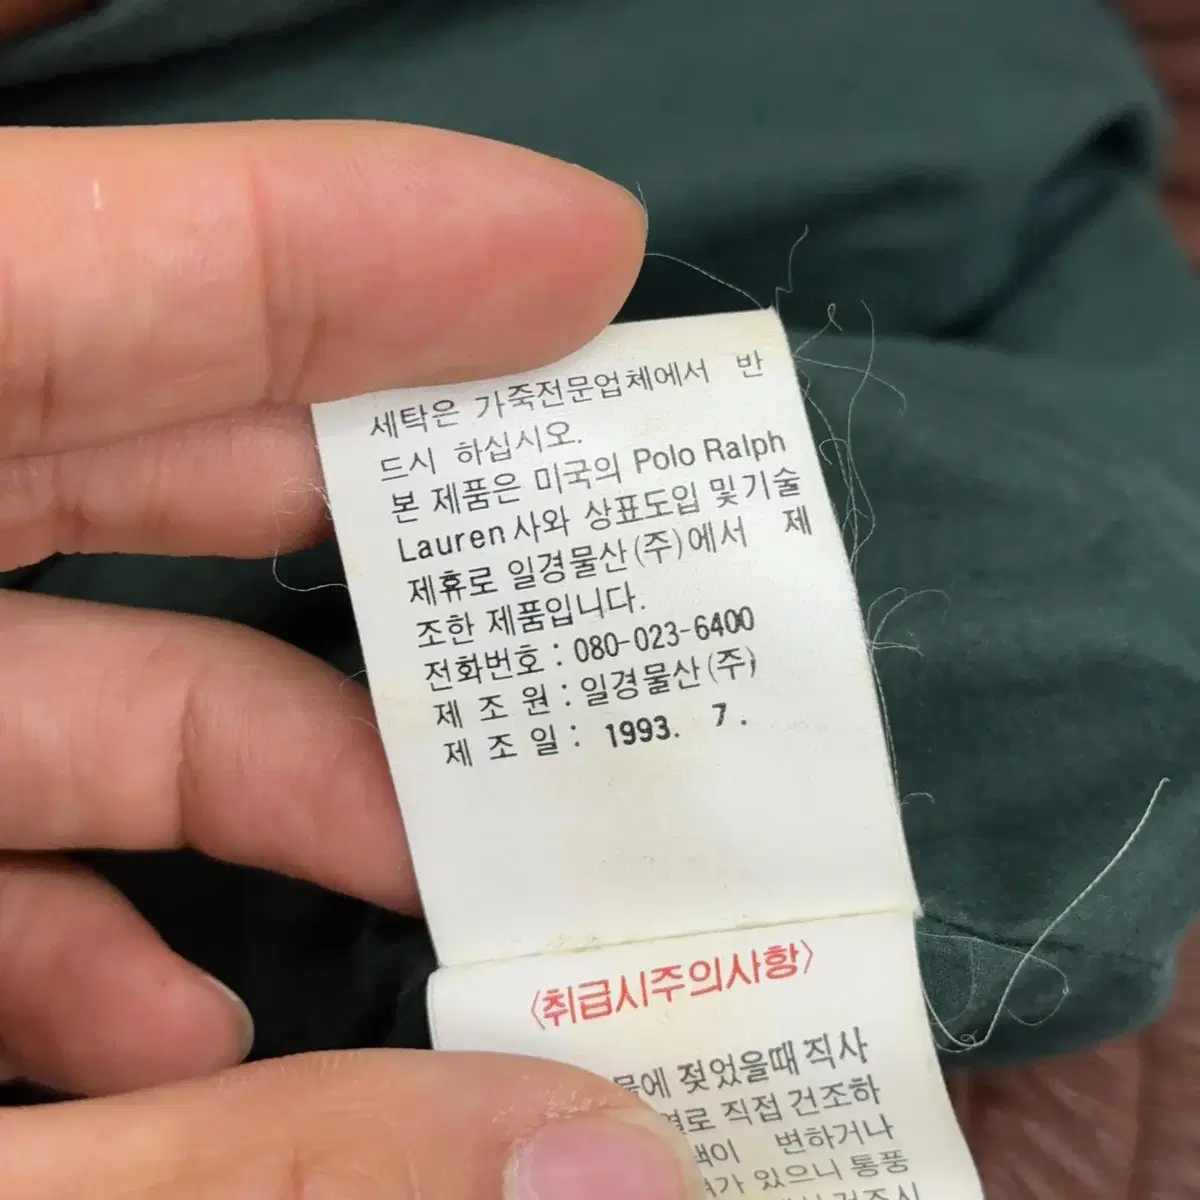 세탁은 가죽전문업체에서 반
드시 하십시오.
본 제품은 미국의 Polo Ralph
Lauren 사와 상표도입 및 기술
제휴로 일경물산(주)에서 제
조한 제품입니다.
전화번호 : 080-023-6400
제 조 원 : 일경물산(주)
제 조 일 : 1993. 7.
〈취급시주의사항〉
물에 젖었을때 직사
열로 직접 건조하
변하거나
가 있으니 통풍